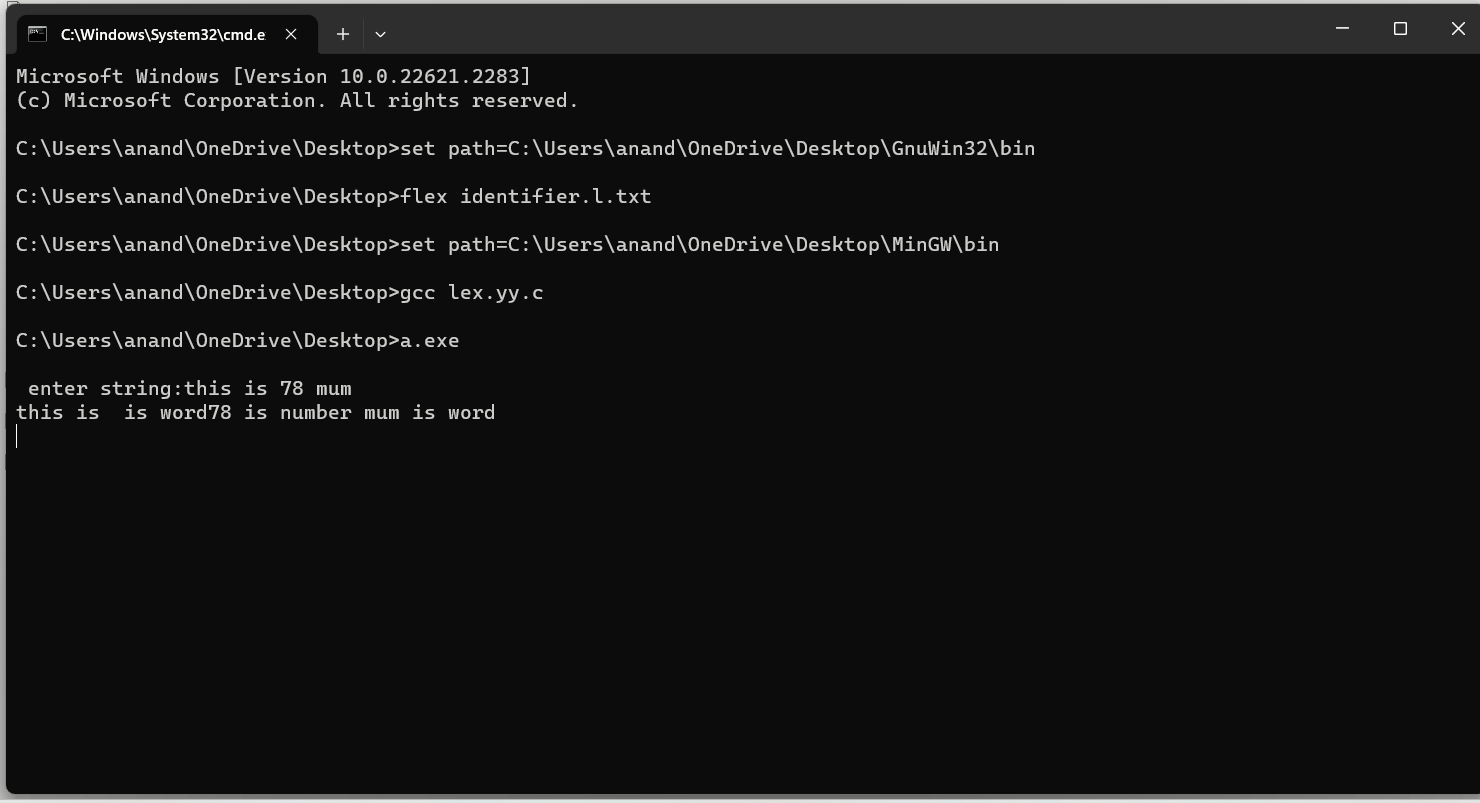 C:\Windows\System32\cmd.e
Microsoft Windows [Version 10.0.22621.2283]
(c) Microsoft Corporation. All rights reserved.
C:\Users\anand\OneDrive\Desktop>set path=C:\Users\anand\OneDrive\Desktop\GnuWin32\bin
C:\Users\anand\OneDrive\Desktop>flex identifier.l.txt
C:\Users\anand\OneDrive\Desktop>set path=C:\Users\anand\OneDrive\Desktop\MinGW\bin
C:\Users\anand\OneDrive\Desktop>gcc lex.yy.c
C:\Users\anand\OneDrive\Desktop>a.exe
 enter string:this is 78 mum
this is  is word78 is number mum is word